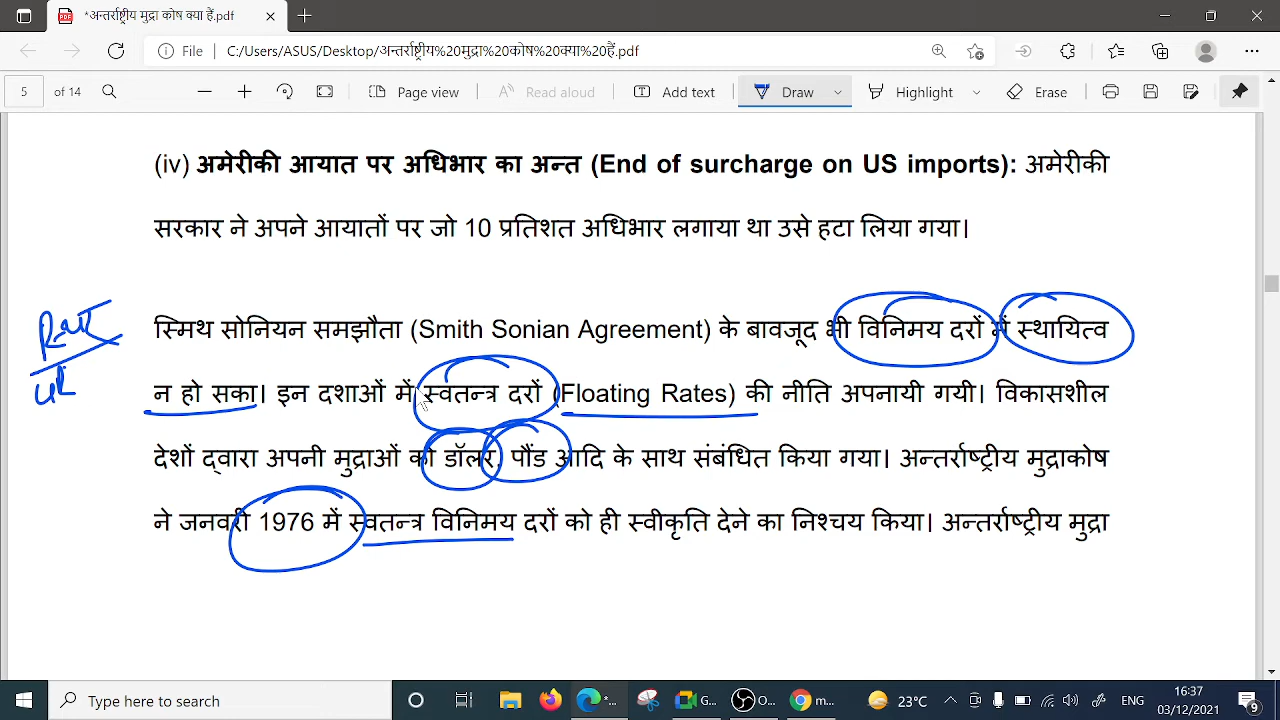 *अन्तर्राष्ट्रीय मुद्रा कोष क्या हैं.pdf
File C:/Users/ASUS/Desktop/अन्तर्राष्ट्रीय%20मुद्रा%20कोष%20क्या%20हैं.pdf
5 of 14 Page view Read aloud Add text Draw Highlight Erase
(iv) अमेरीकी आयात पर अधिभार का अन्त (End of surcharge on US imports): अमेरीकी
सरकार ने अपने आयातों पर जो 10 प्रतिशत अधिभार लगाया था उसे हटा लिया गया।
स्मिथ सोनियन समझौता (Smith Sonian Agreement) के बावजूद भी विनिमय दरों में स्थायित्व
न हो सका। इन दशाओं में स्वतन्त्र दरों (Floating Rates) की नीति अपनायी गयी। विकासशील
देशों द्वारा अपनी मुद्राओं को डॉलर, पौंड आदि के साथ संबंधित किया गया। अन्तर्राष्ट्रीय मुद्राकोष
ने जनवरी 1976 में स्वतन्त्र विनिमय दरों को ही स्वीकृति देने का निश्चय किया। अन्तर्राष्ट्रीय मुद्रा
Type here to search
G... O... m... 23°C ENG 16:37
03/12/2021 9